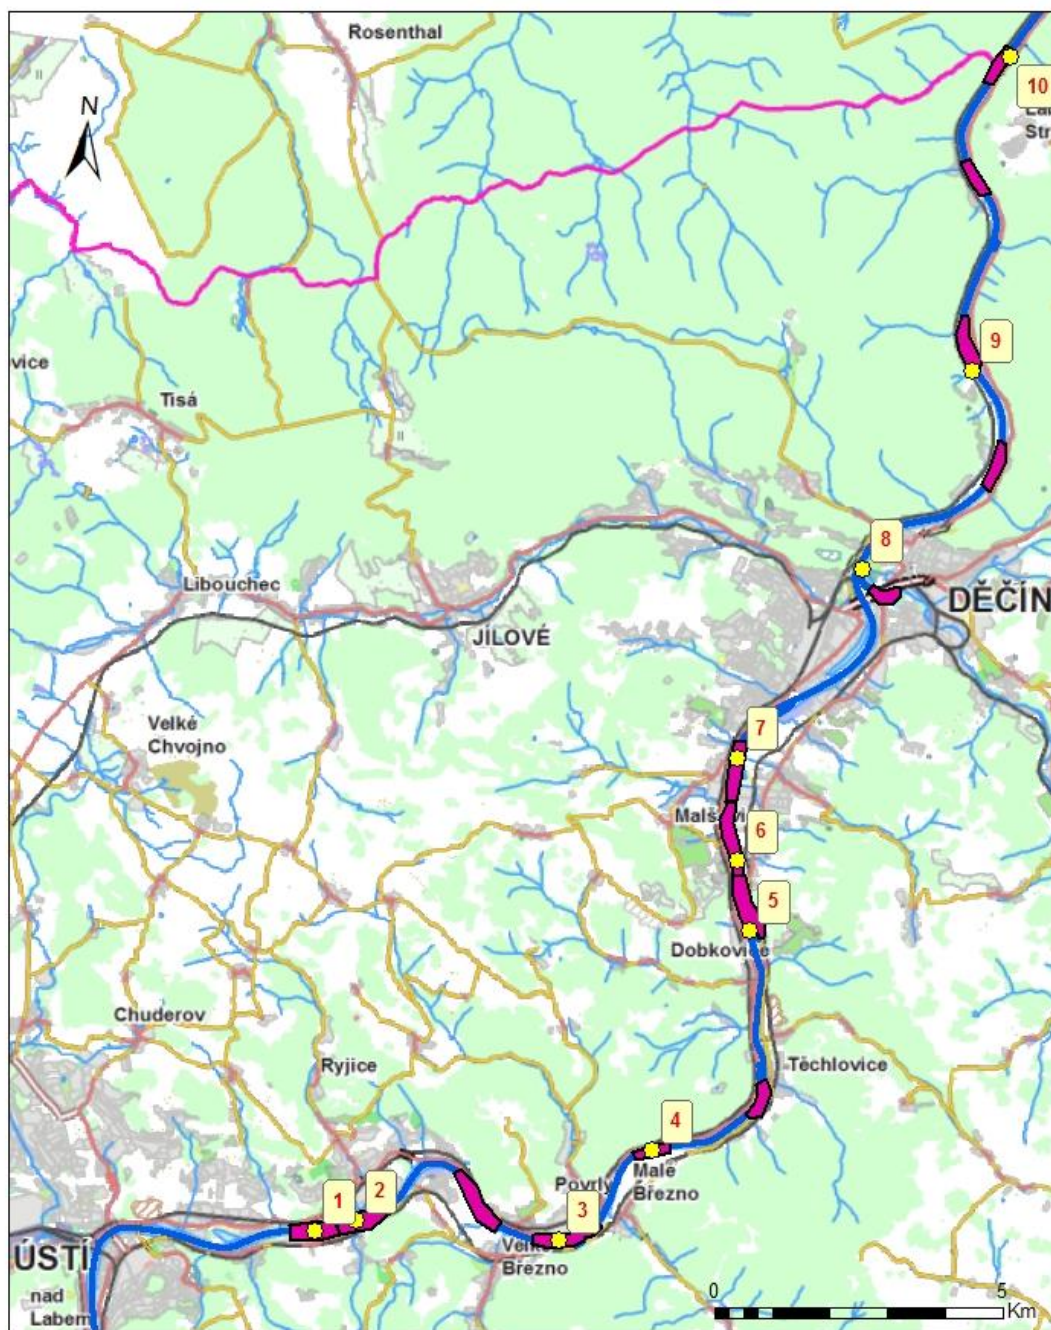 Rosenthal
N
10
Str
9
vice
Tisá
8
Libouchec
DĚČÍN
JÍLOVÉ
Velké
Chvojno
7
6
5
Dobkovice
Chuderov
Ryjice
Těchlovice
4
Malé
Březno
Povrly
1
2
3
ÚSTÍ
Březno
nad
Labem
0
5
Km